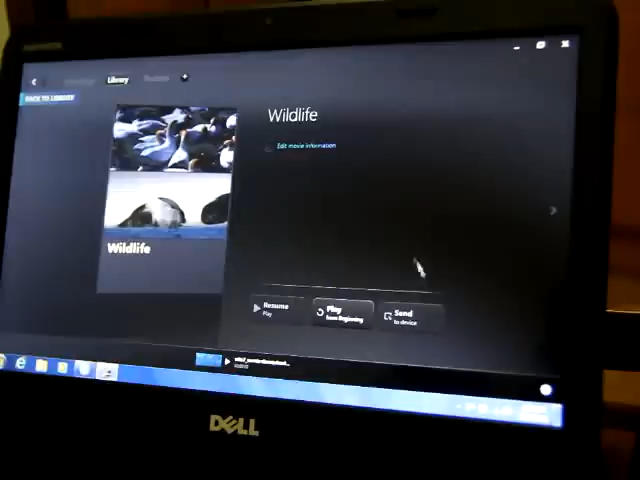 Library
BACK TO LIBRARY
Wildlife
Edit movie information
Wildlife
Resume
Play
Play
from Beginning
Send
to device
DELL